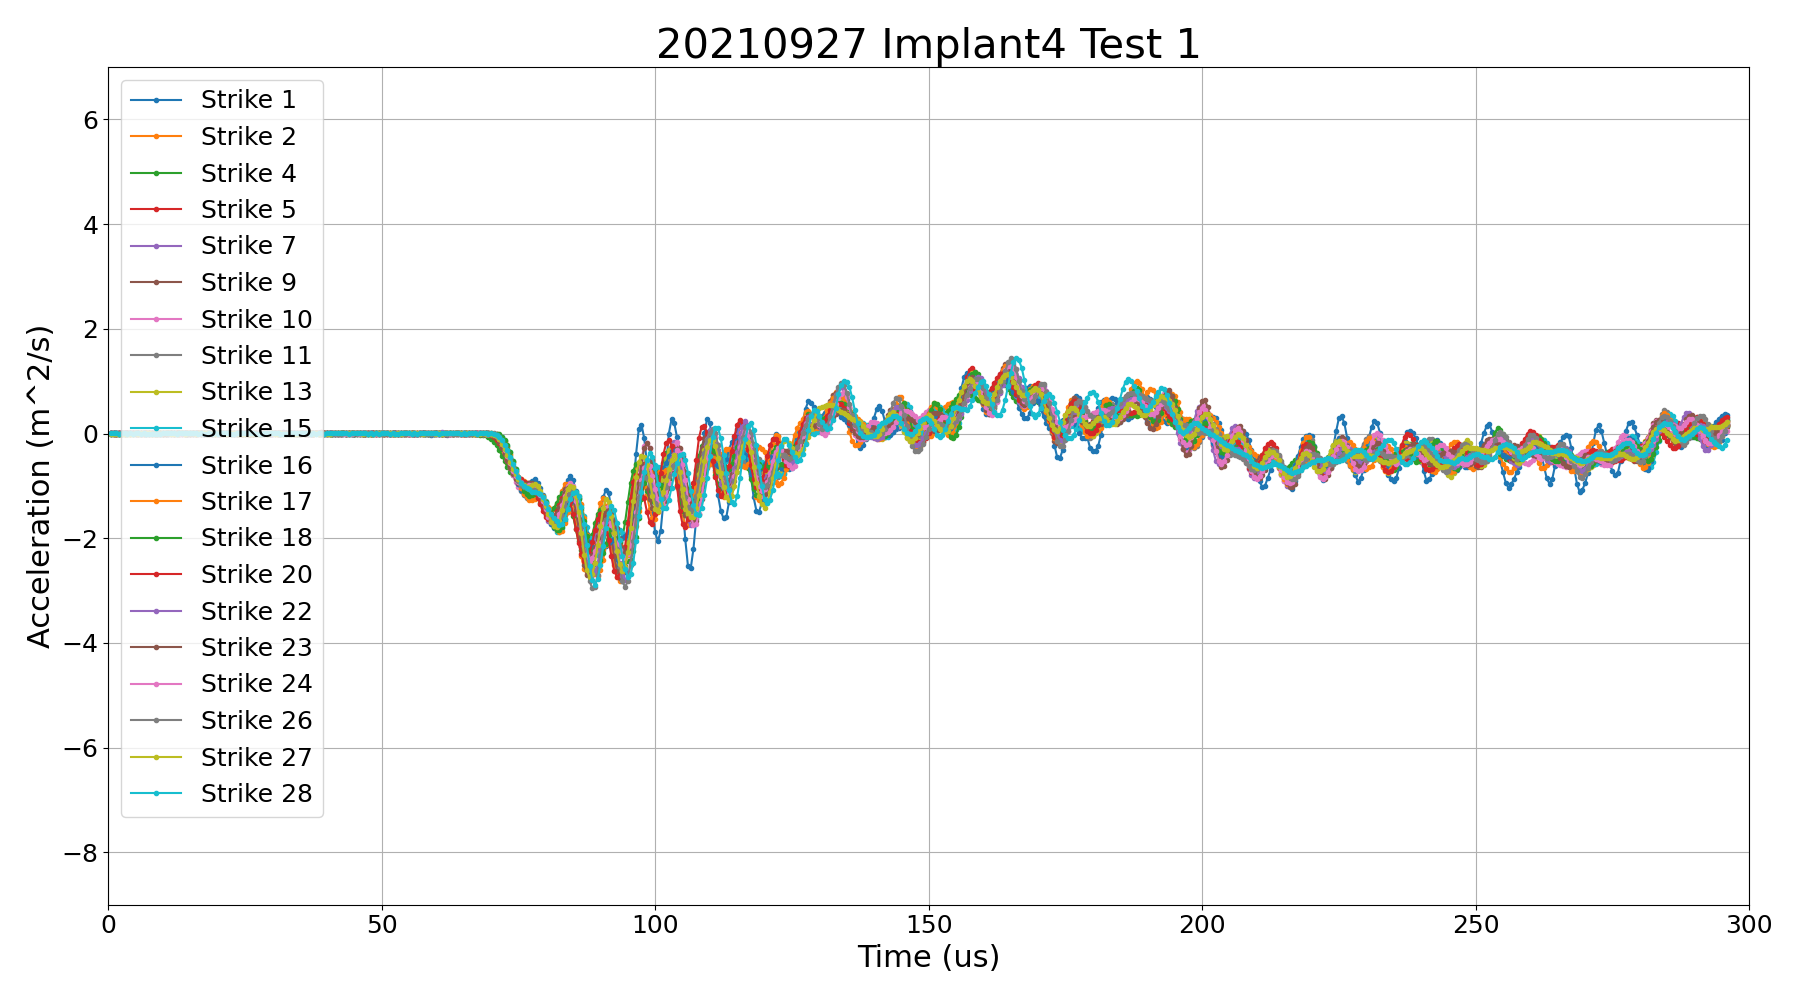 20210927 Implant4 Test 1
Strike 1
Strike 2
Strike 4
Strike 5
Strike 7
Strike 9
Strike 10
Strike 11
Strike 13
Strike 15
Strike 16
Strike 17
Strike 18
Strike 20
Strike 22
Strike 23
Strike 24
Strike 26
Strike 27
Strike 28
6
4
2
0
−2
−4
−6
−8
Acceleration (m^2/s)
0 50 100 150 200 250 300
Time (us)